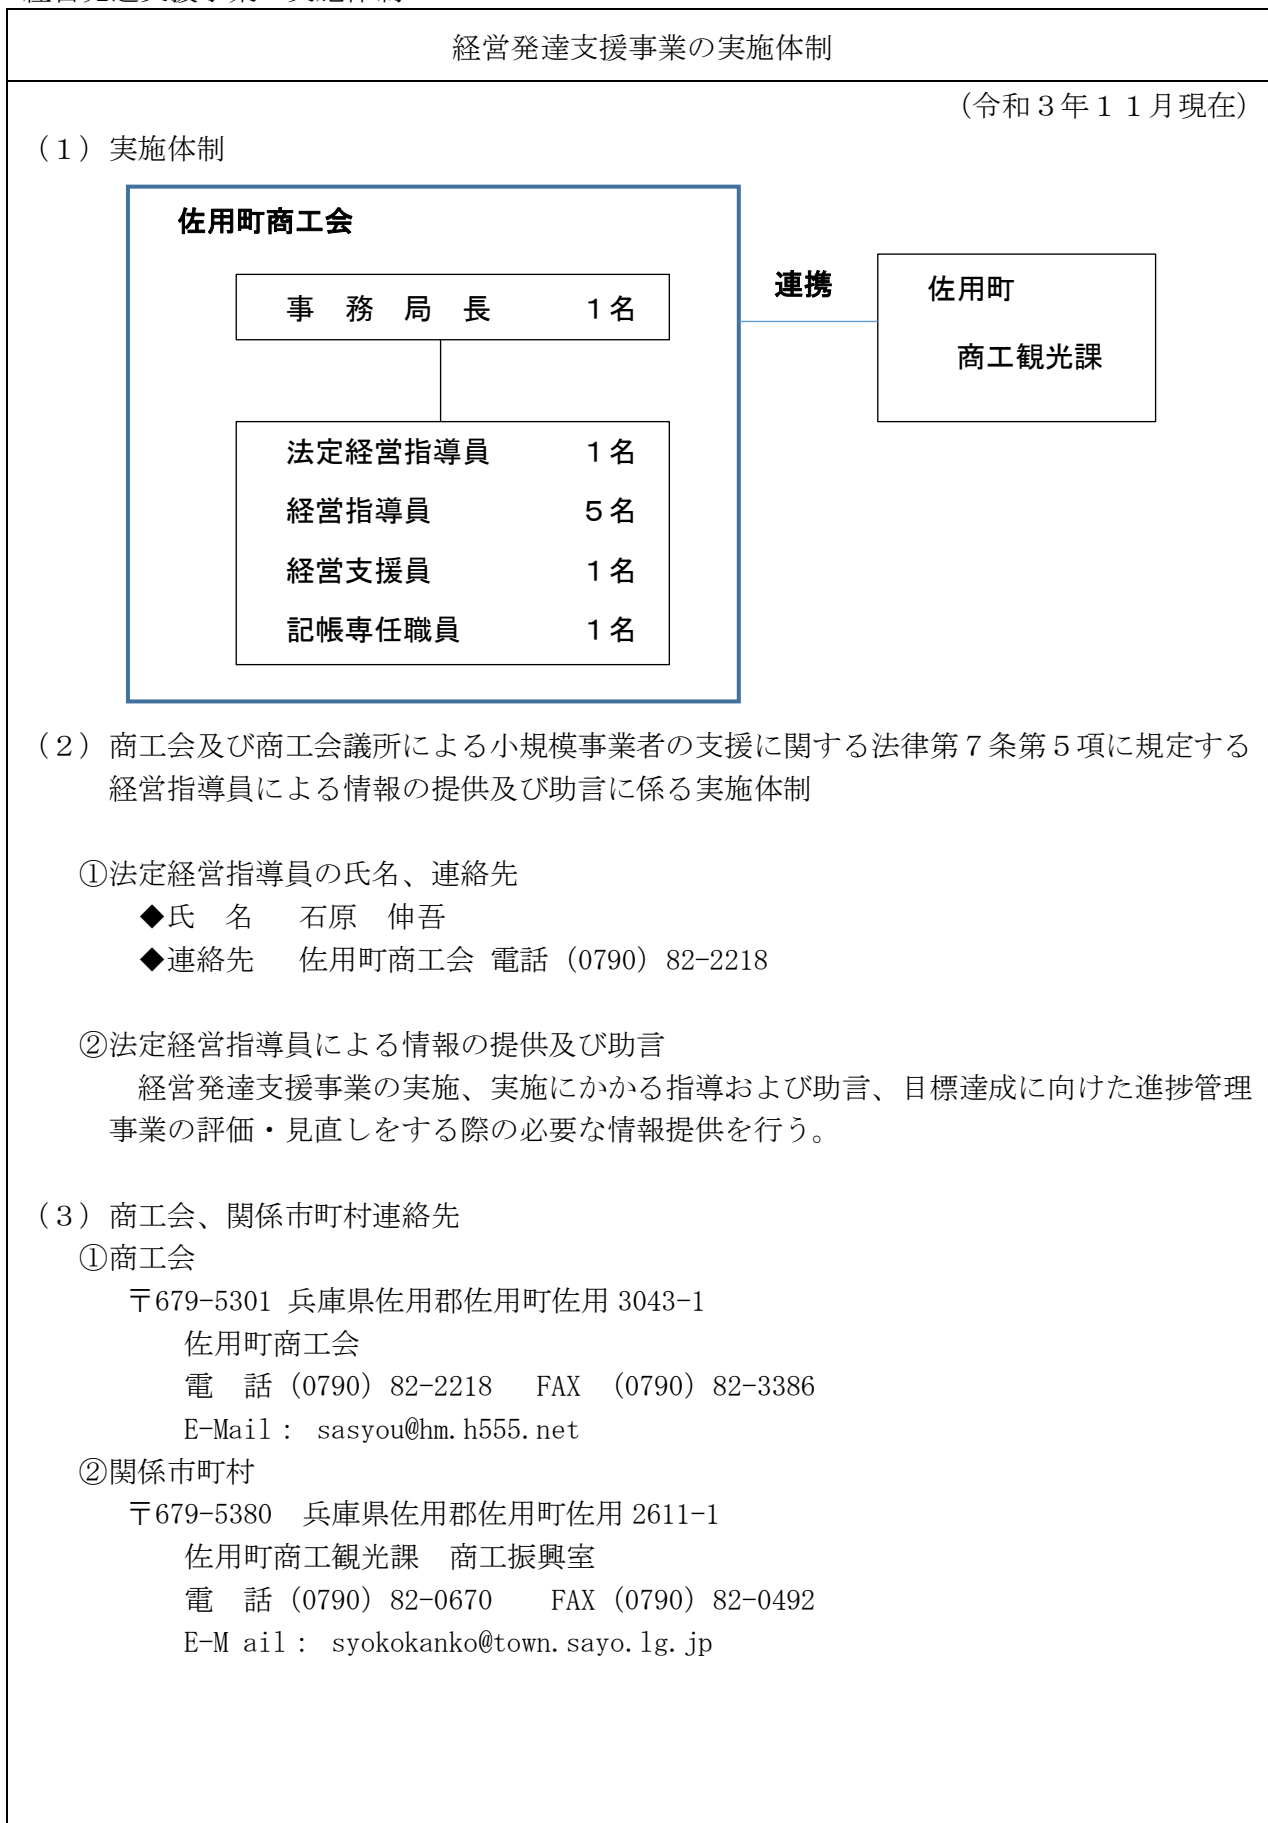 経営発達支援事業の実施体制
(令和3年11月現在)
(1)実施体制
佐用町商工会
事 務 局 長 1名
連携
佐用町
商工観光課
法定経営指導員 1名
経営指導員 5名
経営支援員 1名
記帳専任職員 1名
(2)商工会及び商工会議所による小規模事業者の支援に関する法律第7条第5項に規定する
経営指導員による情報の提供及び助言に係る実施体制
①法定経営指導員の氏名、連絡先
◆氏 名 石原 伸吾
◆連絡先 佐用町商工会 電話(0790)82-2218
②法定経営指導員による情報の提供及び助言
経営発達支援事業の実施、実施にかかる指導および助言、目標達成に向けた進捗管理
事業の評価・見直しをする際の必要な情報提供を行う。
(3)商工会、関係市町村連絡先
①商工会
〒679-5301 兵庫県佐用郡佐用町佐用 3043-1
佐用町商工会
電 話(0790)82-2218 FAX (0790)82-3386
E-Mail: sasyou@hm.h555.net
②関係市町村
〒679-5380 兵庫県佐用郡佐用町佐用 2611-1
佐用町商工観光課 商工振興室
電 話(0790)82-0670 FAX(0790)82-0492
E-M ail: syokokanko@town.sayo.lg.jp